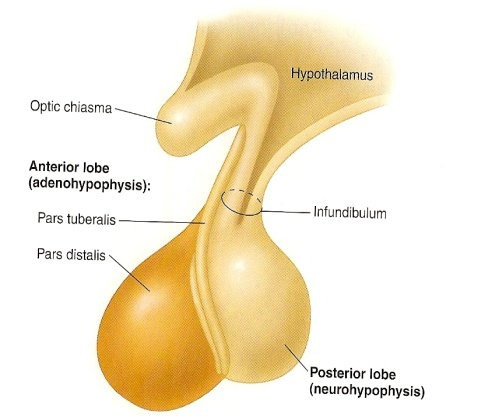 Hypothalamus
Optic chiasma
Anterior lobe
(adenohypophysis):
Pars tuberalis
Infundibulum
Pars distalis
Posterior lobe
(neurohypophysis)